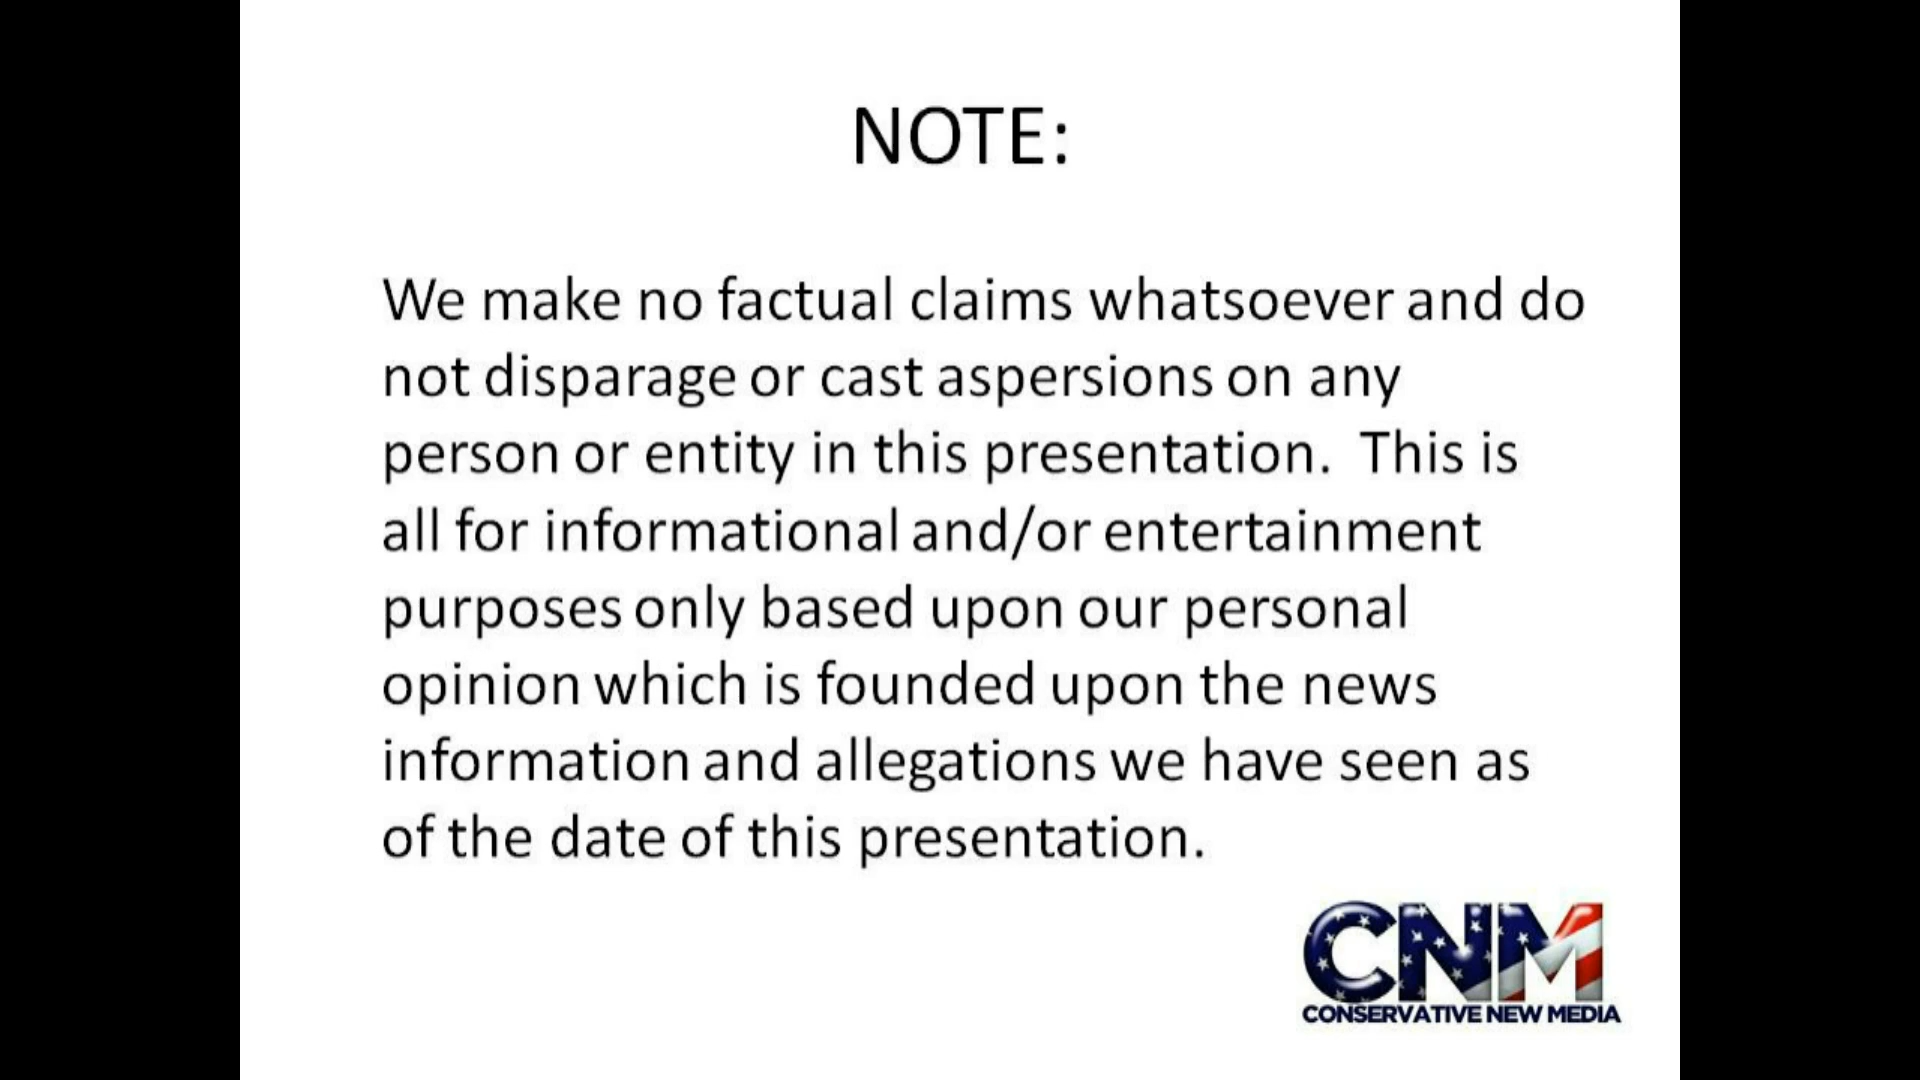 NOTE:
We make no factual claims whatsoever and do
not disparage or cast aspersions on any
person or entity in this presentation.  This is
all for informational and/or entertainment
purposes only based upon our personal
opinion which is founded upon the news
information and allegations we have seen as
of the date of this presentation.
CNM
CONSERVATIVE NEW MEDIA